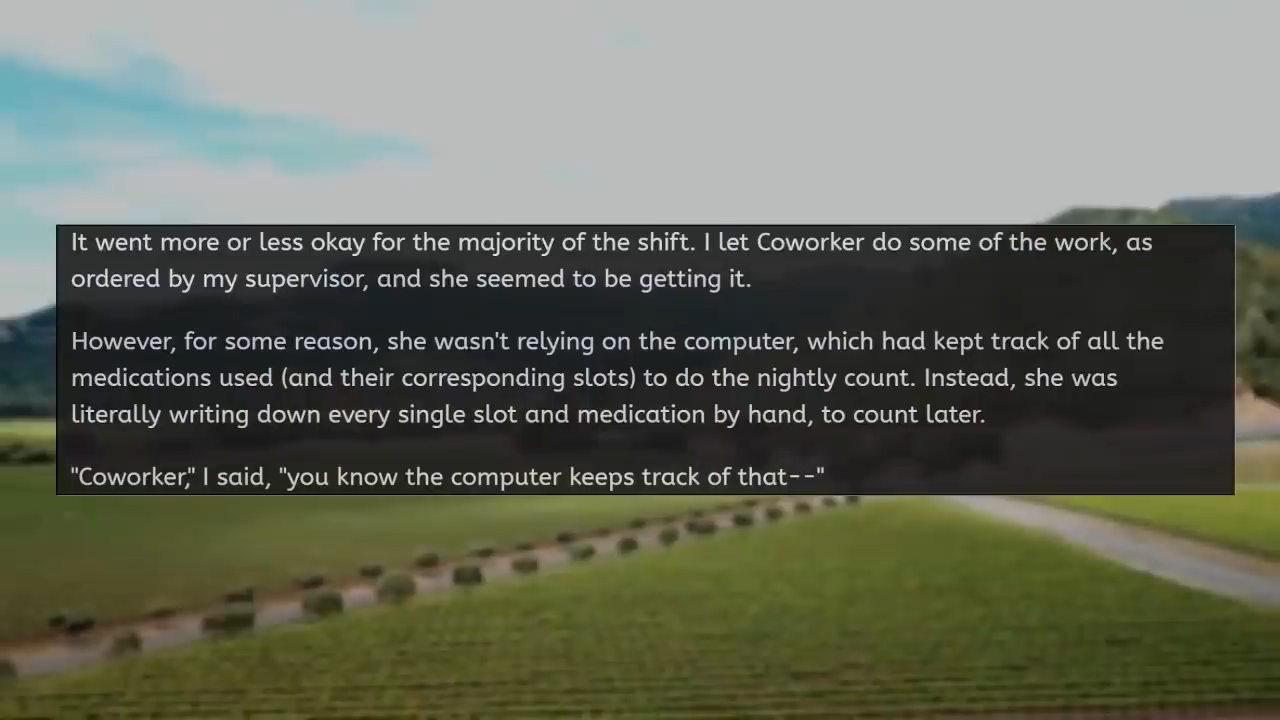 It went more or less okay for the majority of the shift. I let Coworker do some of the work, as
ordered by my supervisor, and she seemed to be getting it.
However, for some reason, she wasn't relying on the computer, which had kept track of all the
medications used (and their corresponding slots) to do the nightly count. Instead, she was
literally writing down every single slot and medication by hand, to count later.
"Coworker," I said, "you know the computer keeps track of that--"